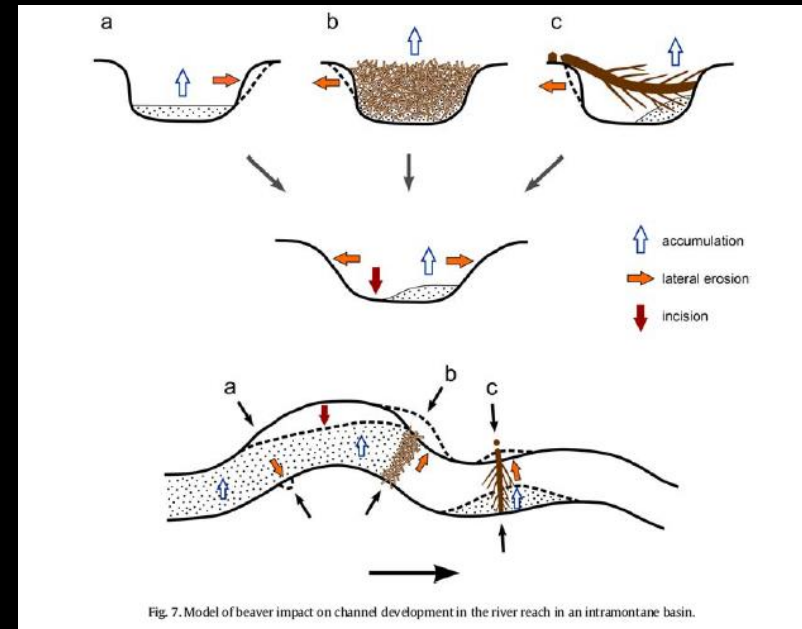 a
b
c
accumulation
lateral erosion
incision
a
b
c
Fig. 7. Model of beaver impact on channel development in the river reach in an intramontane basin.